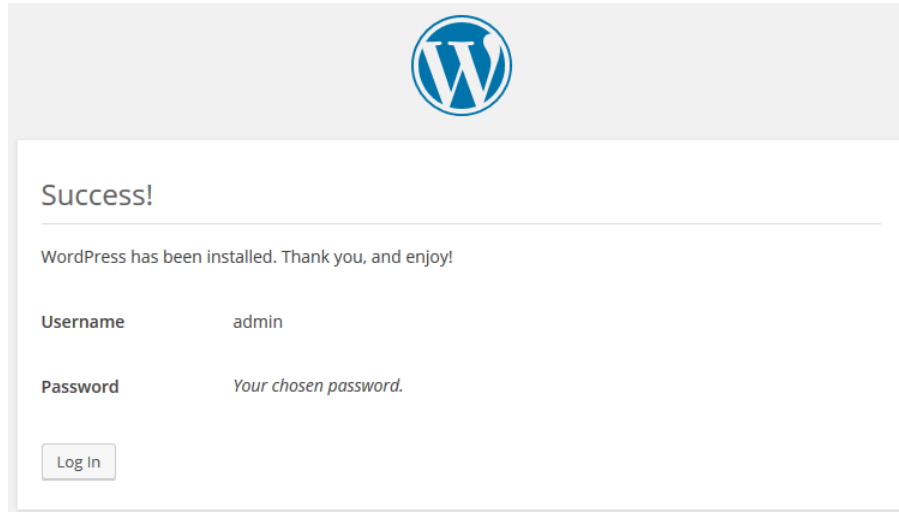 Success!
WordPress has been installed. Thank you, and enjoy!
Username admin
Password Your chosen password.
Log In